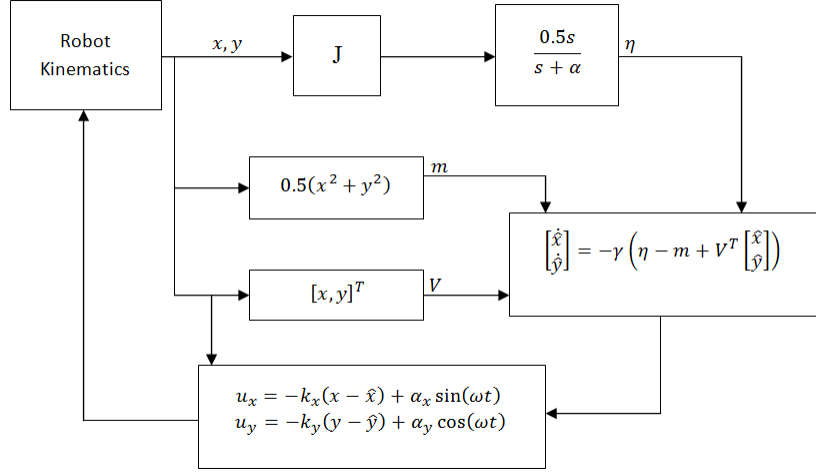 Robot
Kinematics
x, y
J
0.5s
s + α
η
0.5(x² + y²)
m
[x, y]ᵀ
V
[ẋ̂ ẏ̂] = −γ (η − m + Vᵀ [x̂ ŷ])
uₓ = −kₓ(x − x̂) + αₓ sin(ωt)
u_y = −k_y(y − ŷ) + α_y cos(ωt)